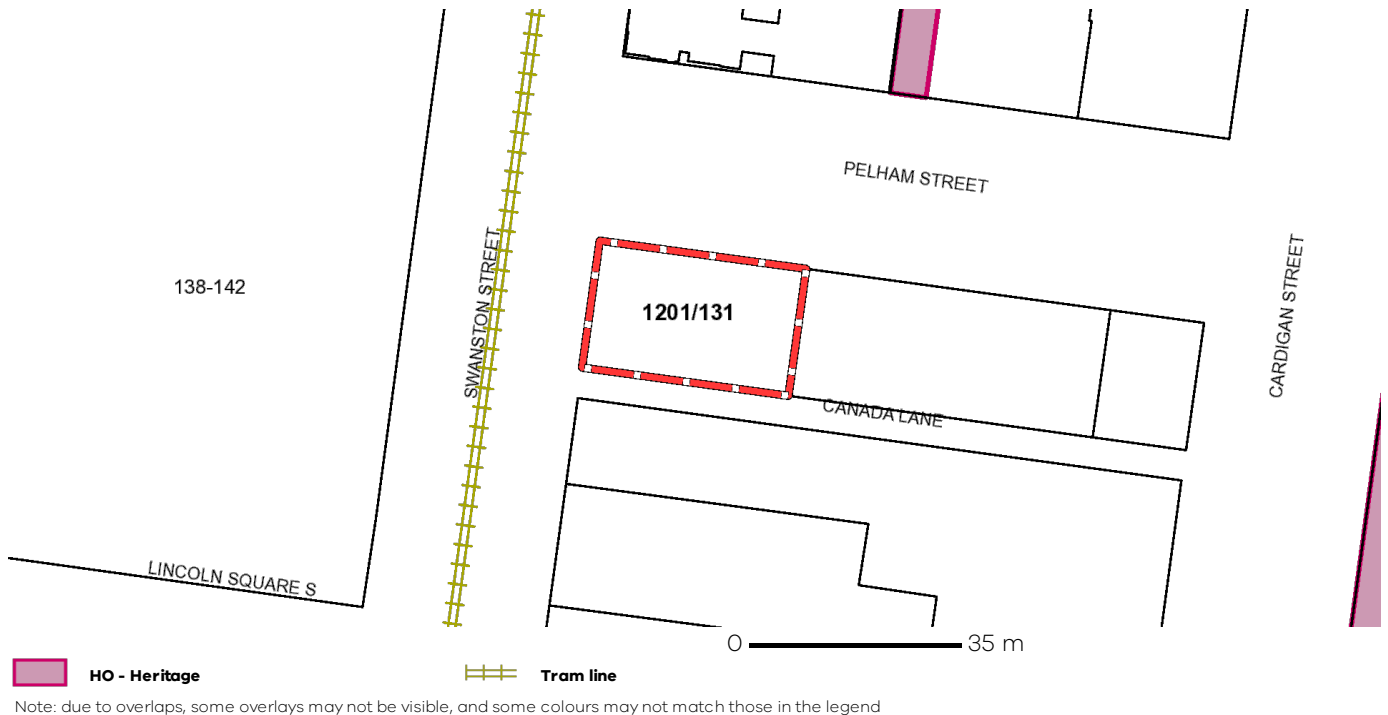 PELHAM STREET
SWANSTON STREET
CARDIGAN STREET
138-142
1201/131
CANADA LANE
LINCOLN SQUARE S
0 35 m
HO - Heritage
Tram line
Note: due to overlaps, some overlays may not be visible, and some colours may not match those in the legend